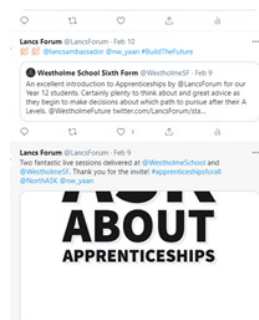 Lancs Forum @LancsForum · Feb 10
@lancsambassador @nw_yaan #BuildTheFuture
Westholme School Sixth Form @WestholmeSF · Feb 9
An excellent introduction to Apprenticeships by @LancsForum for our
Year 12 students. Certainly plenty to think about and great advice as
they begin to make decisions about which path to pursue after their A
Levels. @WestholmeFuture twitter.com/LancsForum/sta...
1
Lancs Forum @LancsForum · Feb 9
Two fantastic live sessions delivered at @WestholmeSchool and
@WestholmeSF. Thank you for the invite! #apprenticeshipsforall
@NorthASK @nw_yaan
ASK
ABOUT
APPRENTICESHIPS